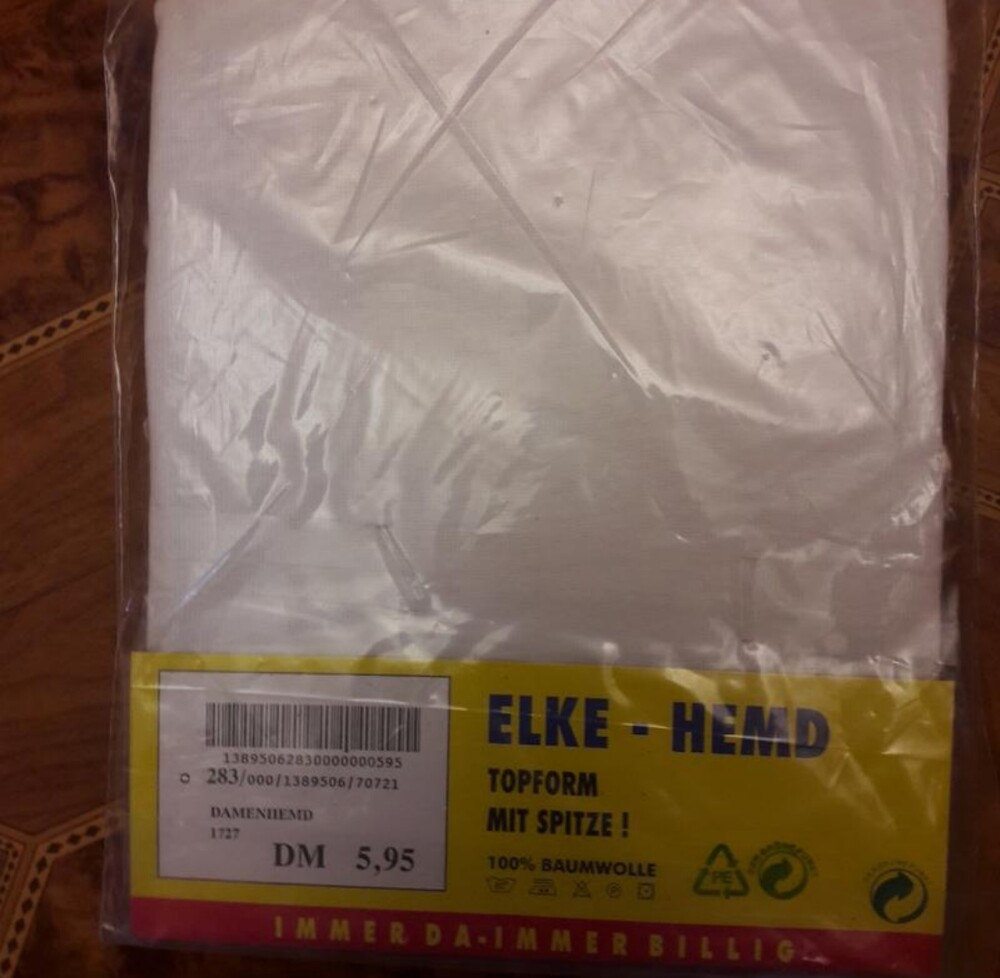 13895062830000000595
283/000/1389506/70721
DAMENHEMD
1727
DM 5,95
ELKE - HEMD
TOPFORM
MIT SPITZE !
100% BAUMWOLLE
PE
IMMER DA-IMMER BILLIG